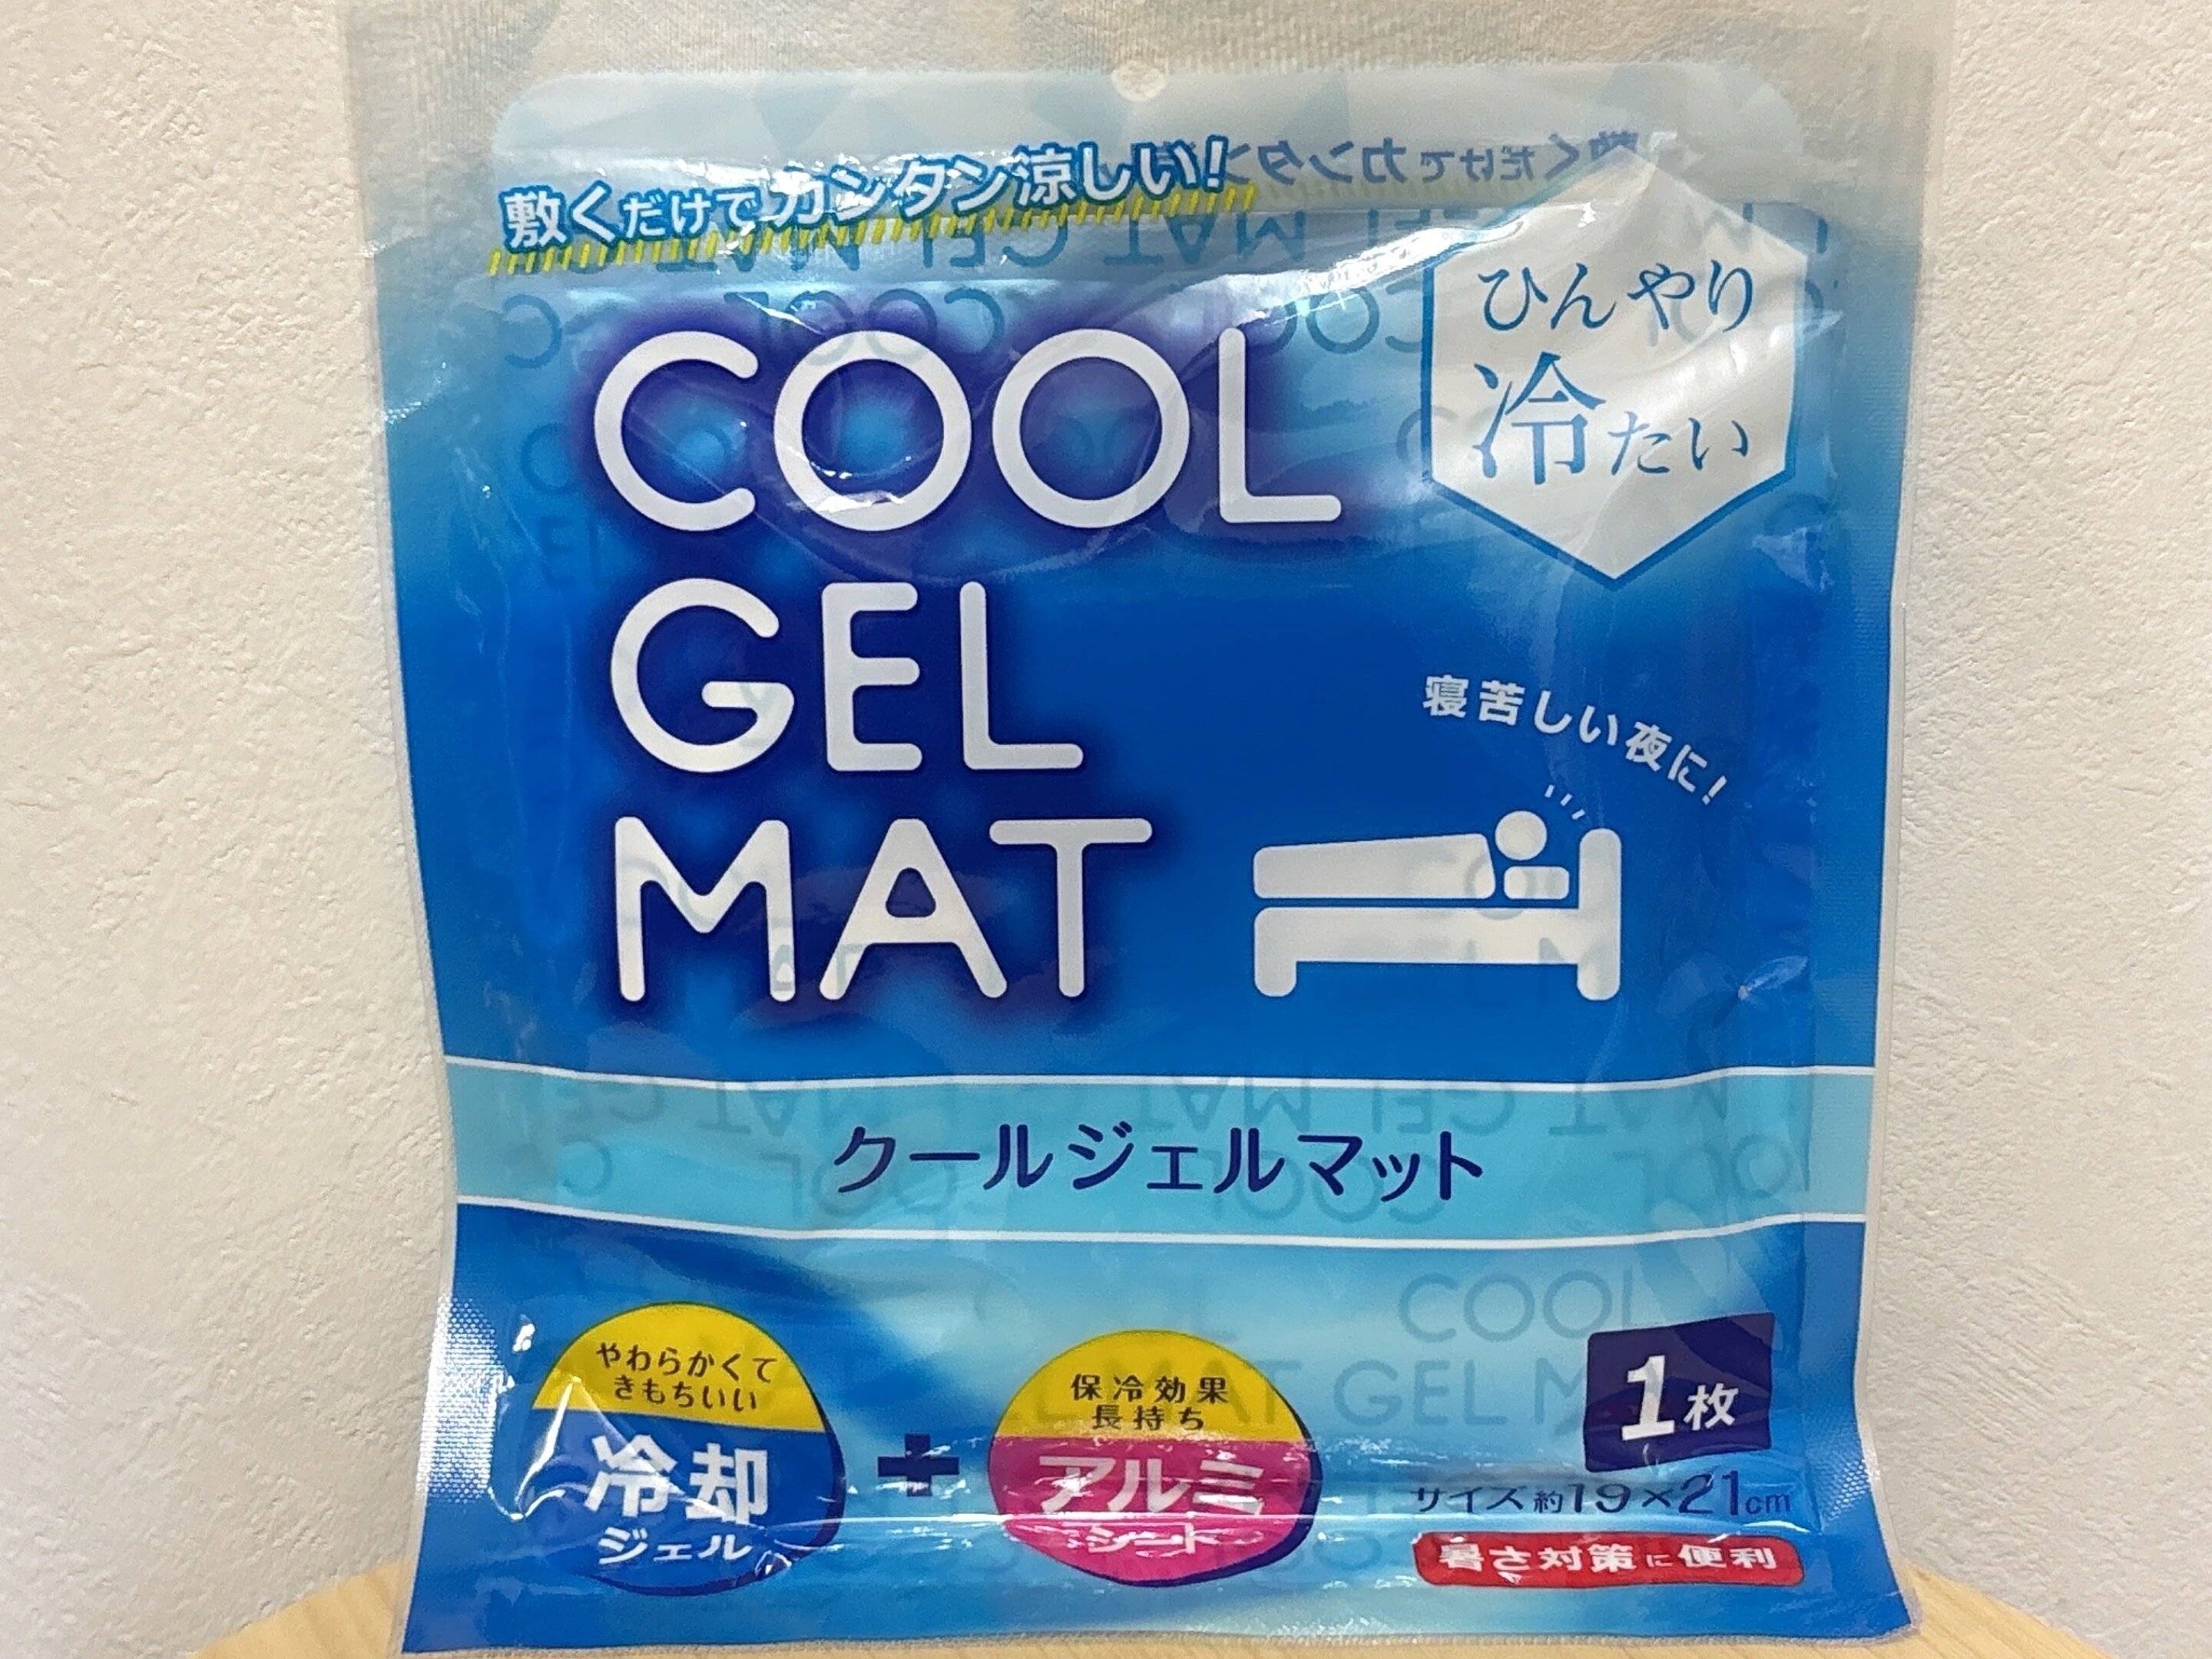 敷くだけでカンタン涼しい!
ひんやり
冷たい
COOL
GEL
MAT
寝苦しい夜に!
クールジェルマット
やわらかくて
きもちいい
冷却
ジェル
+
保冷効果
長持ち
アルミ
シート
COOL
MAT GEL M
1枚
サイズ 約19×21cm
暑さ対策に便利